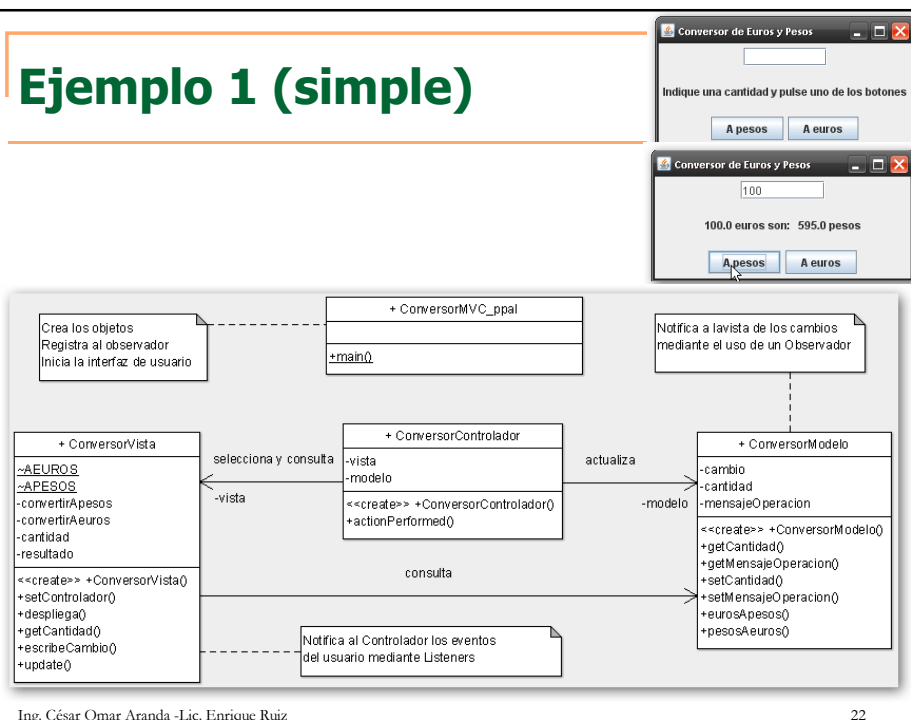 Ejemplo 1 (simple)
Conversor de Euros y Pesos
Indique una cantidad y pulse uno de los botones
A pesos A euros
Conversor de Euros y Pesos
100
100.0 euros son: 595.0 pesos
A pesos A euros
Crea los objetos
Registra al observador
Inicia la interfaz de usuario
+ ConversorMVC_ppal
+main()
Notifica a lavista de los cambios
mediante el uso de un Observador
+ ConversorVista
~AEUROS
~APESOS
-convertirApesos
-convertirAeuros
-cantidad
-resultado
<<create>> +ConversorVista()
+setControlador()
+despliega()
+getCantidad()
+escribeCambio()
+update()
selecciona y consulta
-vista
+ ConversorControlador
-vista
-modelo
<<create>> +ConversorControlador()
+actionPerformed()
actualiza
-modelo
+ ConversorModelo
-cambio
-cantidad
-mensajeOperacion
<<create>> +ConversorModelo()
+getCantidad()
+getMensajeOperacion()
+setCantidad()
+setMensajeOperacion()
+eurosApesos()
+pesosAeuros()
consulta
Notifica al Controlador los eventos
del usuario mediante Listeners
Ing. César Omar Aranda -Lic. Enrique Ruiz
22